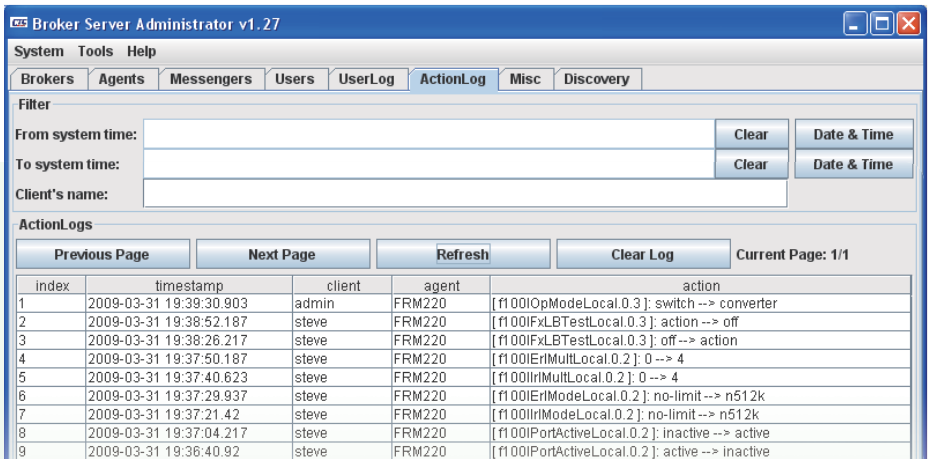 KTI Broker Server Administrator v1.27
System Tools Help
Brokers Agents Messengers Users UserLog ActionLog Misc Discovery
Filter
From system time: Clear Date & Time
To system time: Clear Date & Time
Client's name:
ActionLogs
Previous Page Next Page Refresh Clear Log Current Page: 1/1
index timestamp client agent action
1 2009-03-31 19:39:30.903 admin FRM220 [ f100IOpModeLocal.0.3 ]: switch --> converter
2 2009-03-31 19:38:52.187 steve FRM220 [ f100IFxLBTestLocal.0.3 ]: action --> off
3 2009-03-31 19:38:26.217 steve FRM220 [ f100IFxLBTestLocal.0.3 ]: off --> action
4 2009-03-31 19:37:50.187 steve FRM220 [ f100IErlMultLocal.0.2 ]: 0 --> 4
5 2009-03-31 19:37:40.623 steve FRM220 [ f100IIrlMultLocal.0.2 ]: 0 --> 4
6 2009-03-31 19:37:29.937 steve FRM220 [ f100IErlModeLocal.0.2 ]: no-limit --> n512k
7 2009-03-31 19:37:21.42 steve FRM220 [ f100IIrlModeLocal.0.2 ]: no-limit --> n512k
8 2009-03-31 19:37:04.217 steve FRM220 [ f100IPortActiveLocal.0.2 ]: inactive --> active
9 2009-03-31 19:36:40.92 steve FRM220 [ f100IPortActiveLocal.0.2 ]: active --> inactive